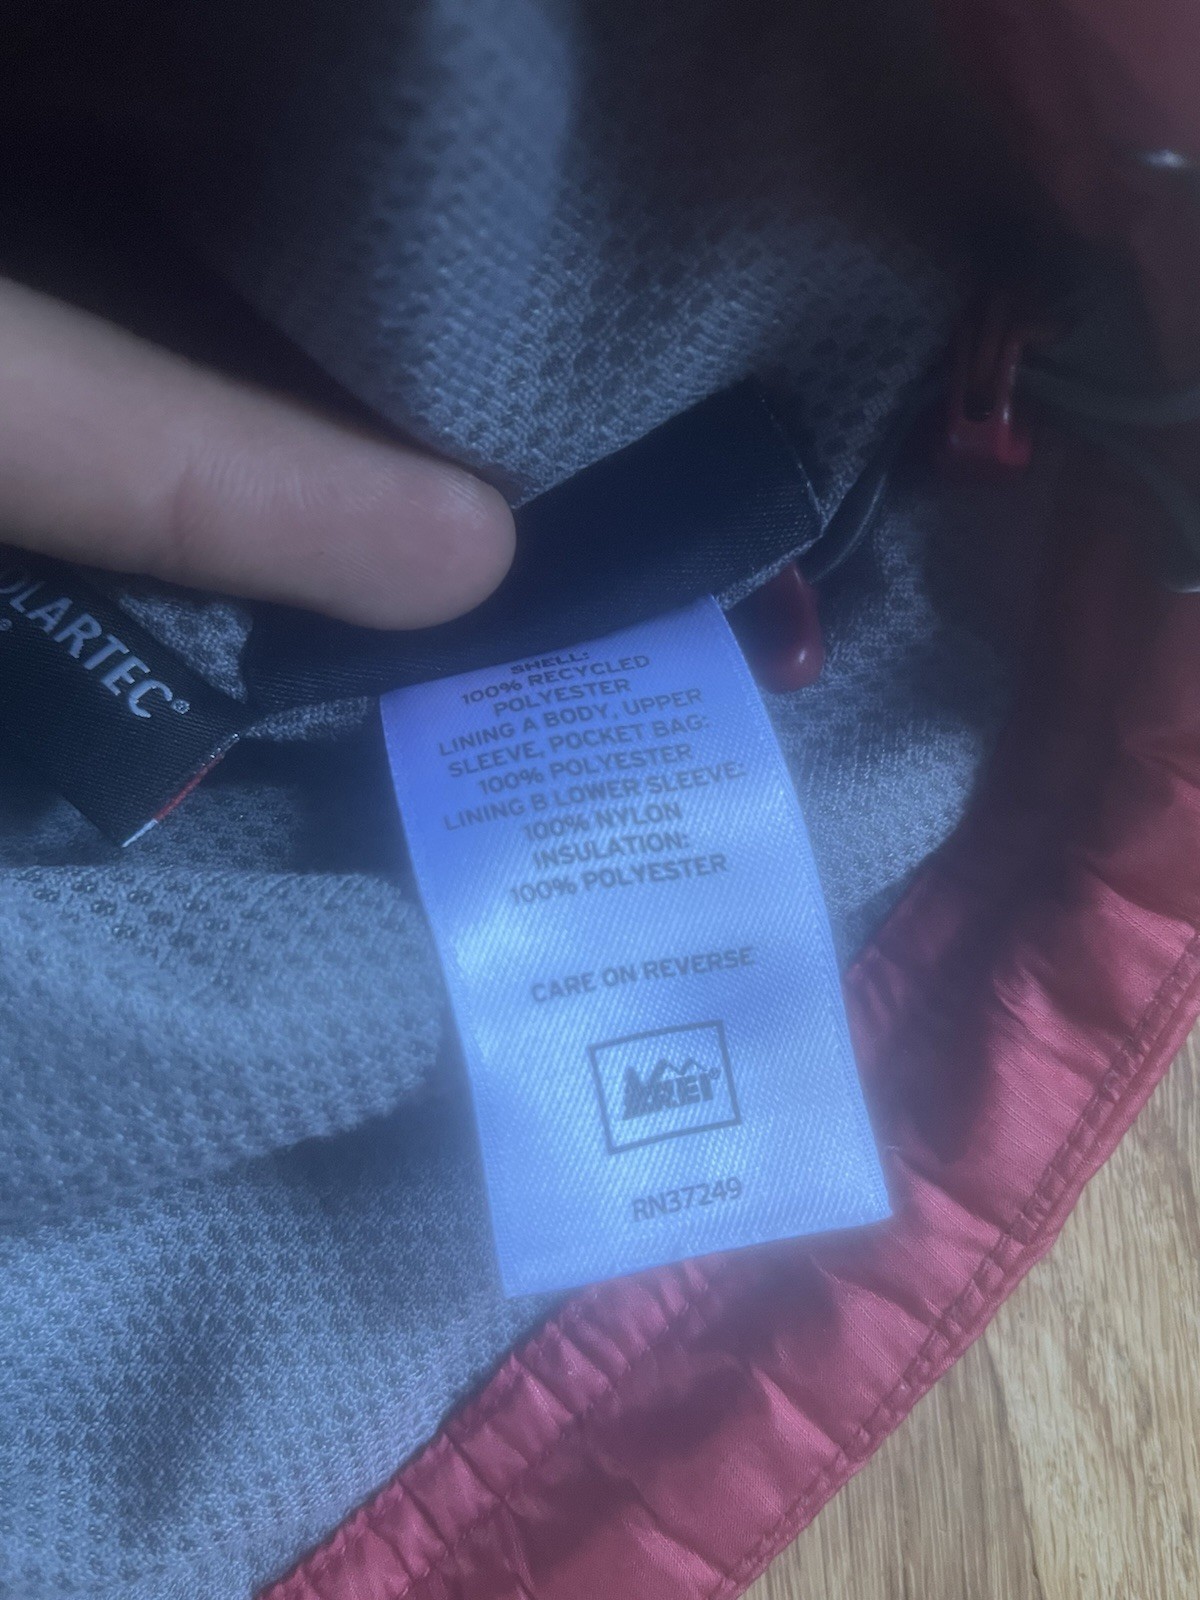 OLARTEC®
®
SHELL:
100% RECYCLED
POLYESTER
LINING A BODY, UPPER
SLEEVE, POCKET BAG:
100% POLYESTER
LINING B LOWER SLEEVE:
100% NYLON
INSULATION:
100% POLYESTER
CARE ON REVERSE
REI®
RN37249